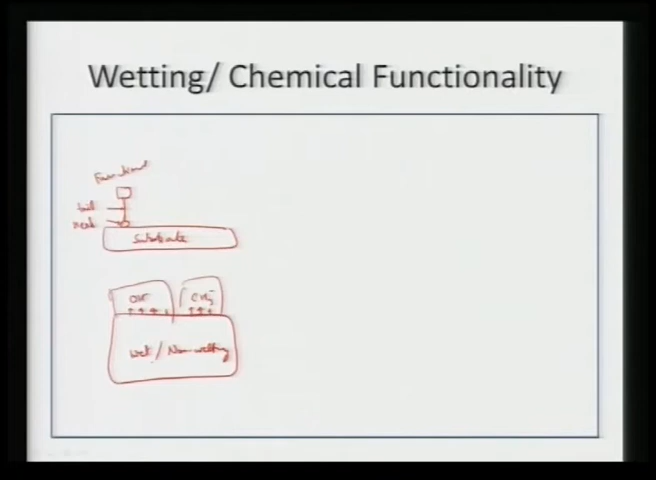 Wetting/ Chemical Functionality
Functional
tail
head
Substrate
OH CH3
Wet / Non wetting